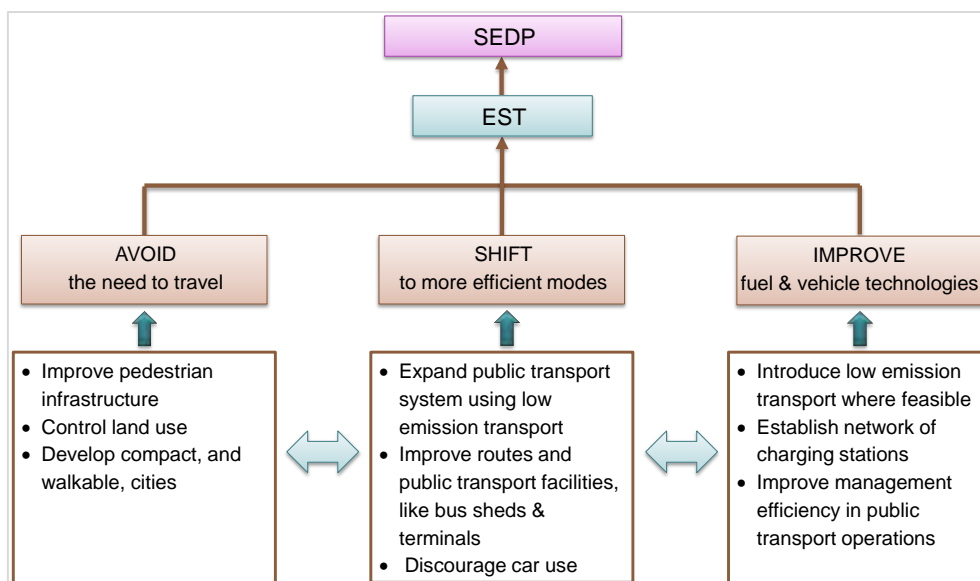 SEDP
EST
AVOID
the need to travel
SHIFT
to more efficient modes
IMPROVE
fuel & vehicle technologies
• Improve pedestrian
infrastructure
• Control land use
• Develop compact, and
walkable, cities
• Expand public transport
system using low
emission transport
• Improve routes and
public transport facilities,
like bus sheds &
terminals
• Discourage car use
• Introduce low emission
transport where feasible
• Establish network of
charging stations
• Improve management
efficiency in public
transport operations